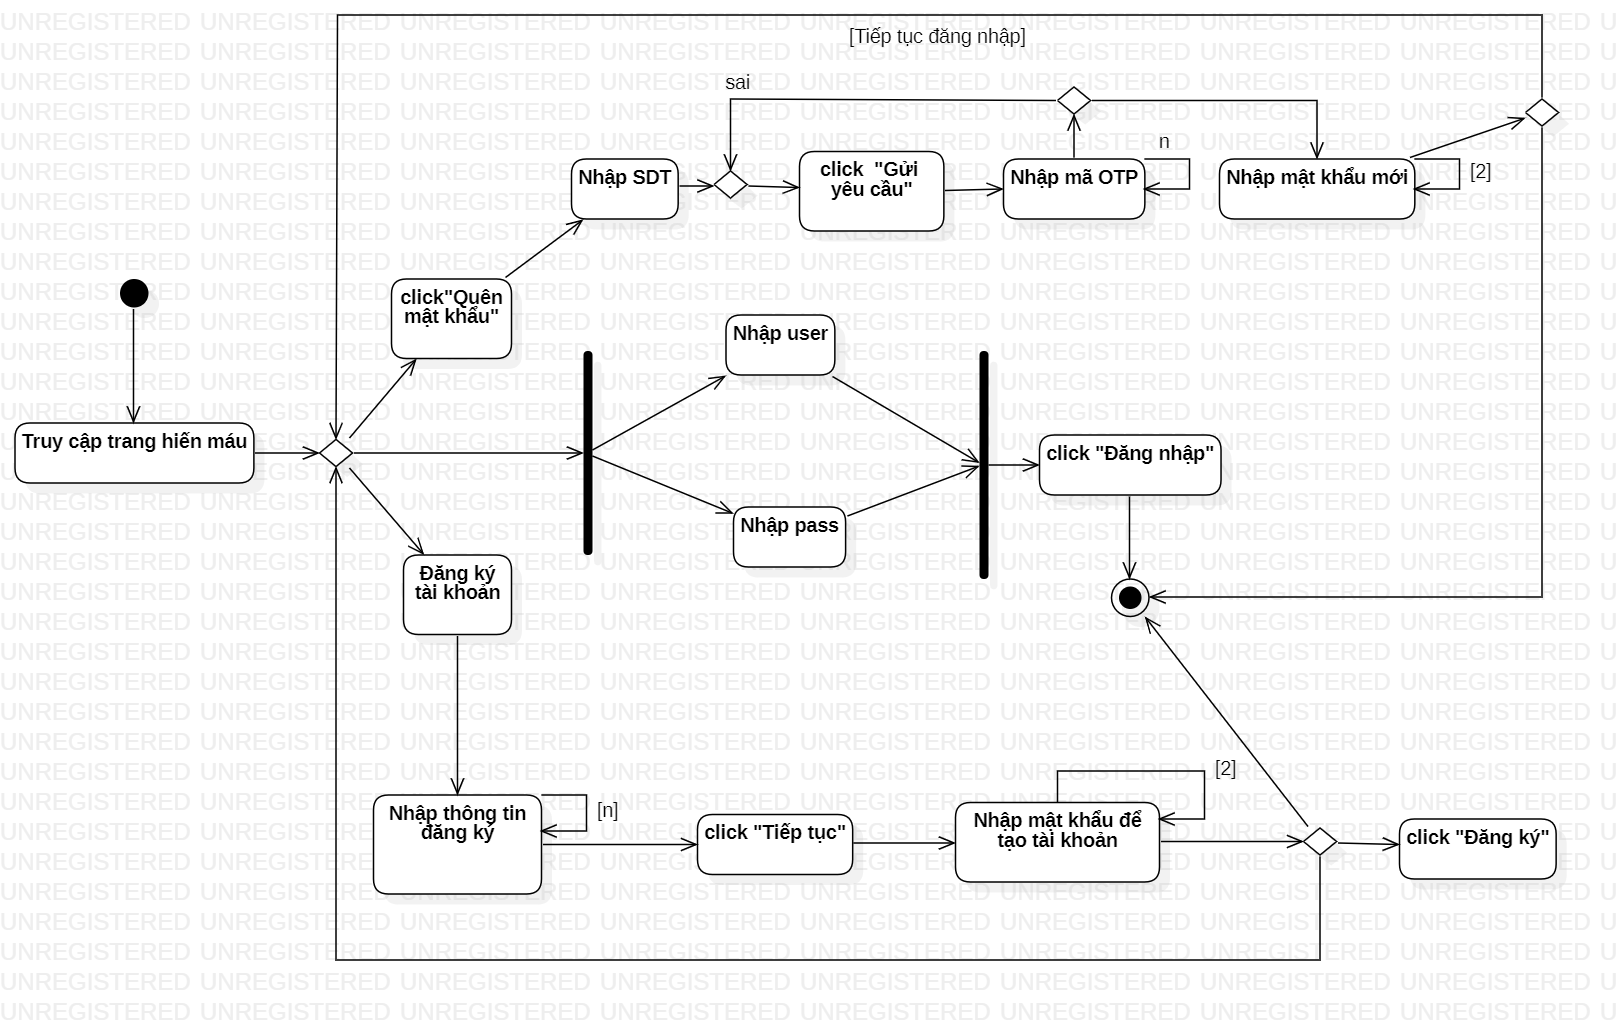 [Tiếp tục đăng nhập]
sai
n
Nhập SDT
click "Gửi
yêu cầu"
Nhập mã OTP
Nhập mật khẩu mới
[2]
click"Quên
mật khẩu"
Nhập user
Truy cập trang hiến máu
click "Đăng nhập"
Nhập pass
Đăng ký
tài khoản
[2]
Nhập thông tin
đăng ký
[n]
click "Tiếp tục"
Nhập mật khẩu để
tạo tài khoản
click "Đăng ký"
UNREGISTERED